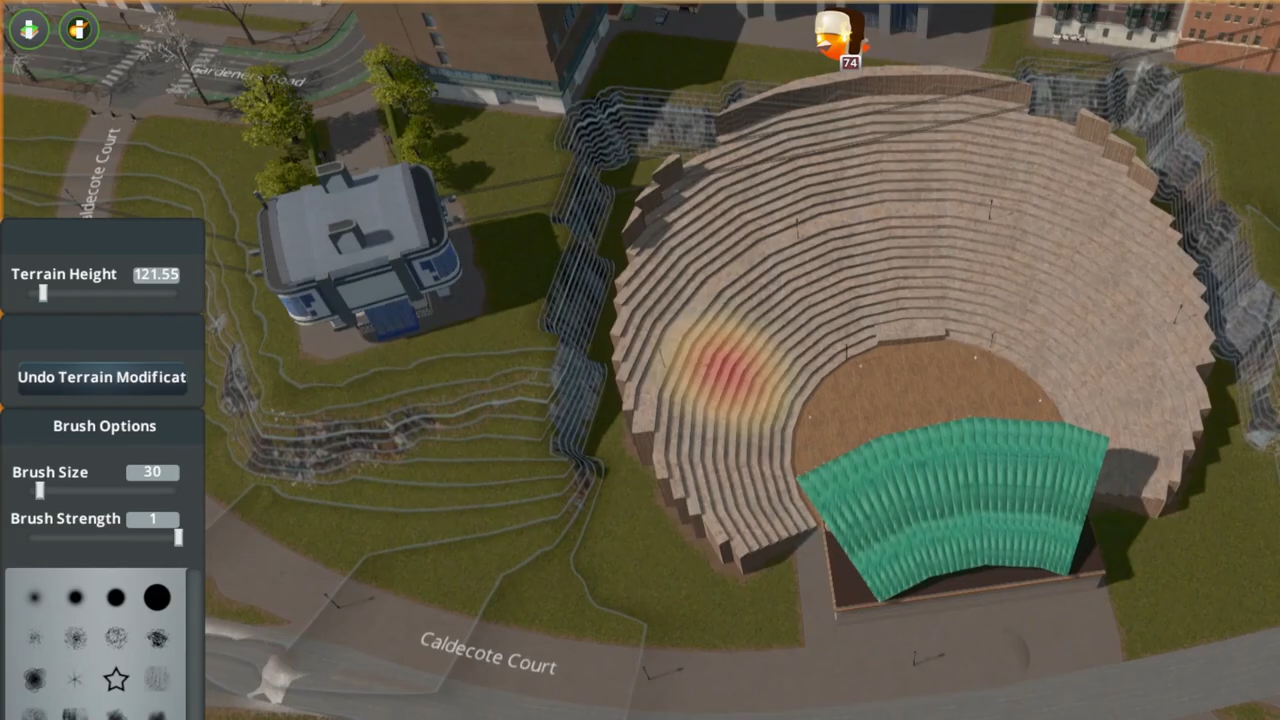 74
Gardeners Road
aldecote Court
Terrain Height 121.55
Undo Terrain Modificat
Brush Options
Brush Size 30
Brush Strength 1
Caldecote Court